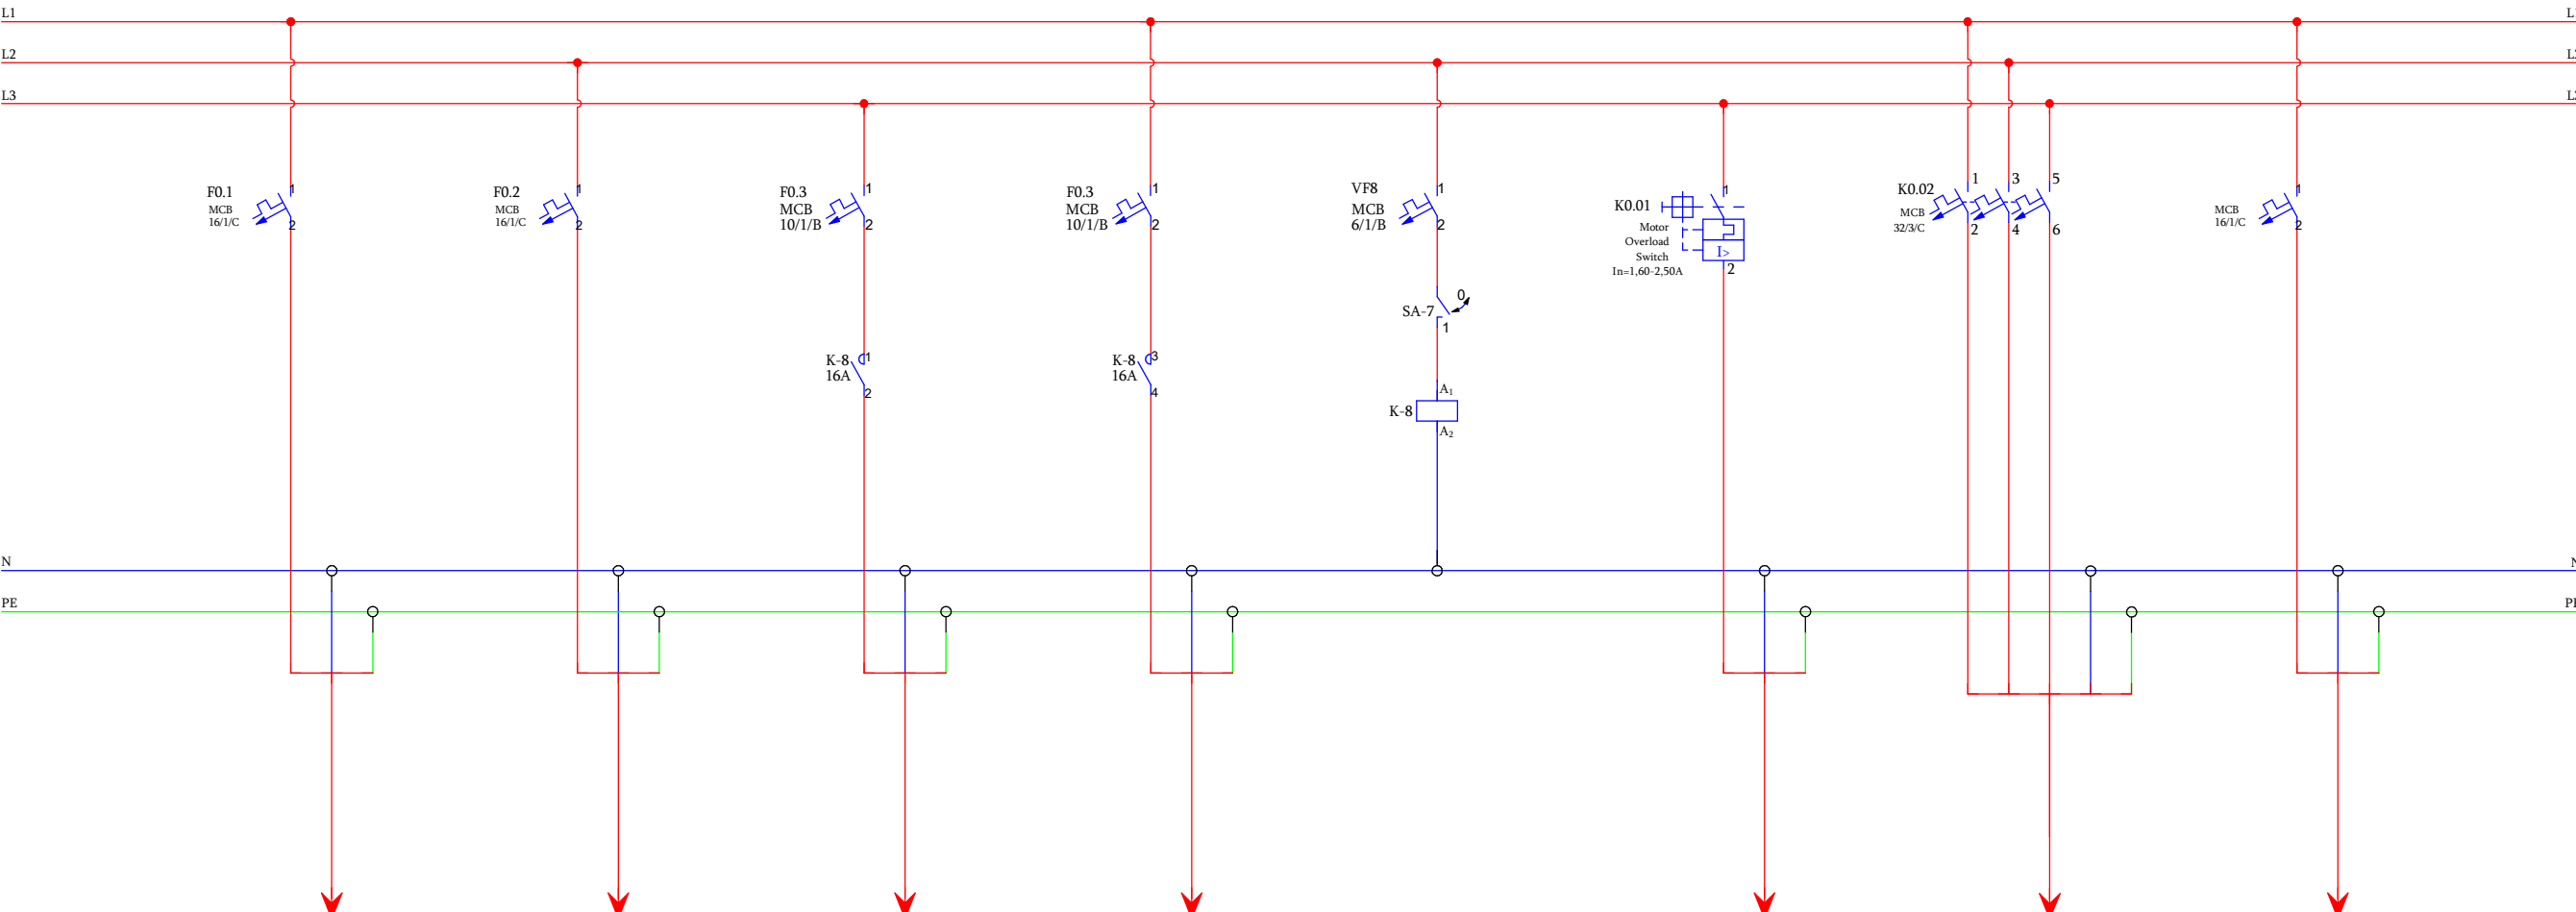 L1
L2
L3
F0.1
MCB
16/1/C
1
2
F0.2
MCB
16/1/C
1
2
F0.3
MCB
10/1/B
1
2
K-8
16A
1
2
F0.3
MCB
10/1/B
1
2
K-8
16A
3
4
VF8
MCB
6/1/B
1
2
SA-7
0
1
K-8
A₁
A₂
K0.01
Motor
Overload
Switch
In=1,60-2,50A
1
I>
2
K0.02
MCB
32/3/C
1
3
5
2
4
6
MCB
16/1/C
1
2
N
PE